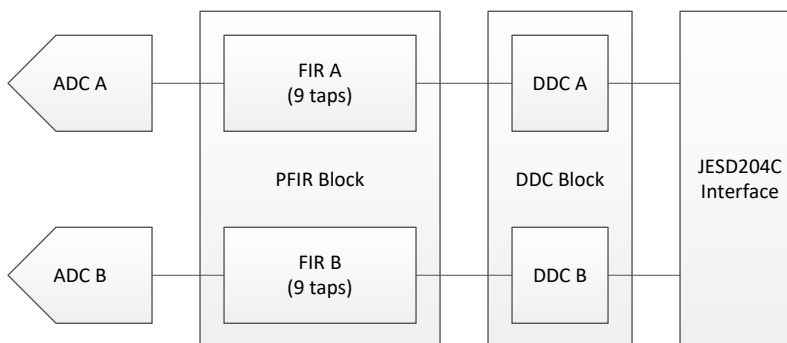 ADC A
FIR A
(9 taps)
DDC A
PFIR Block
DDC Block
JESD204C
Interface
ADC B
FIR B
(9 taps)
DDC B